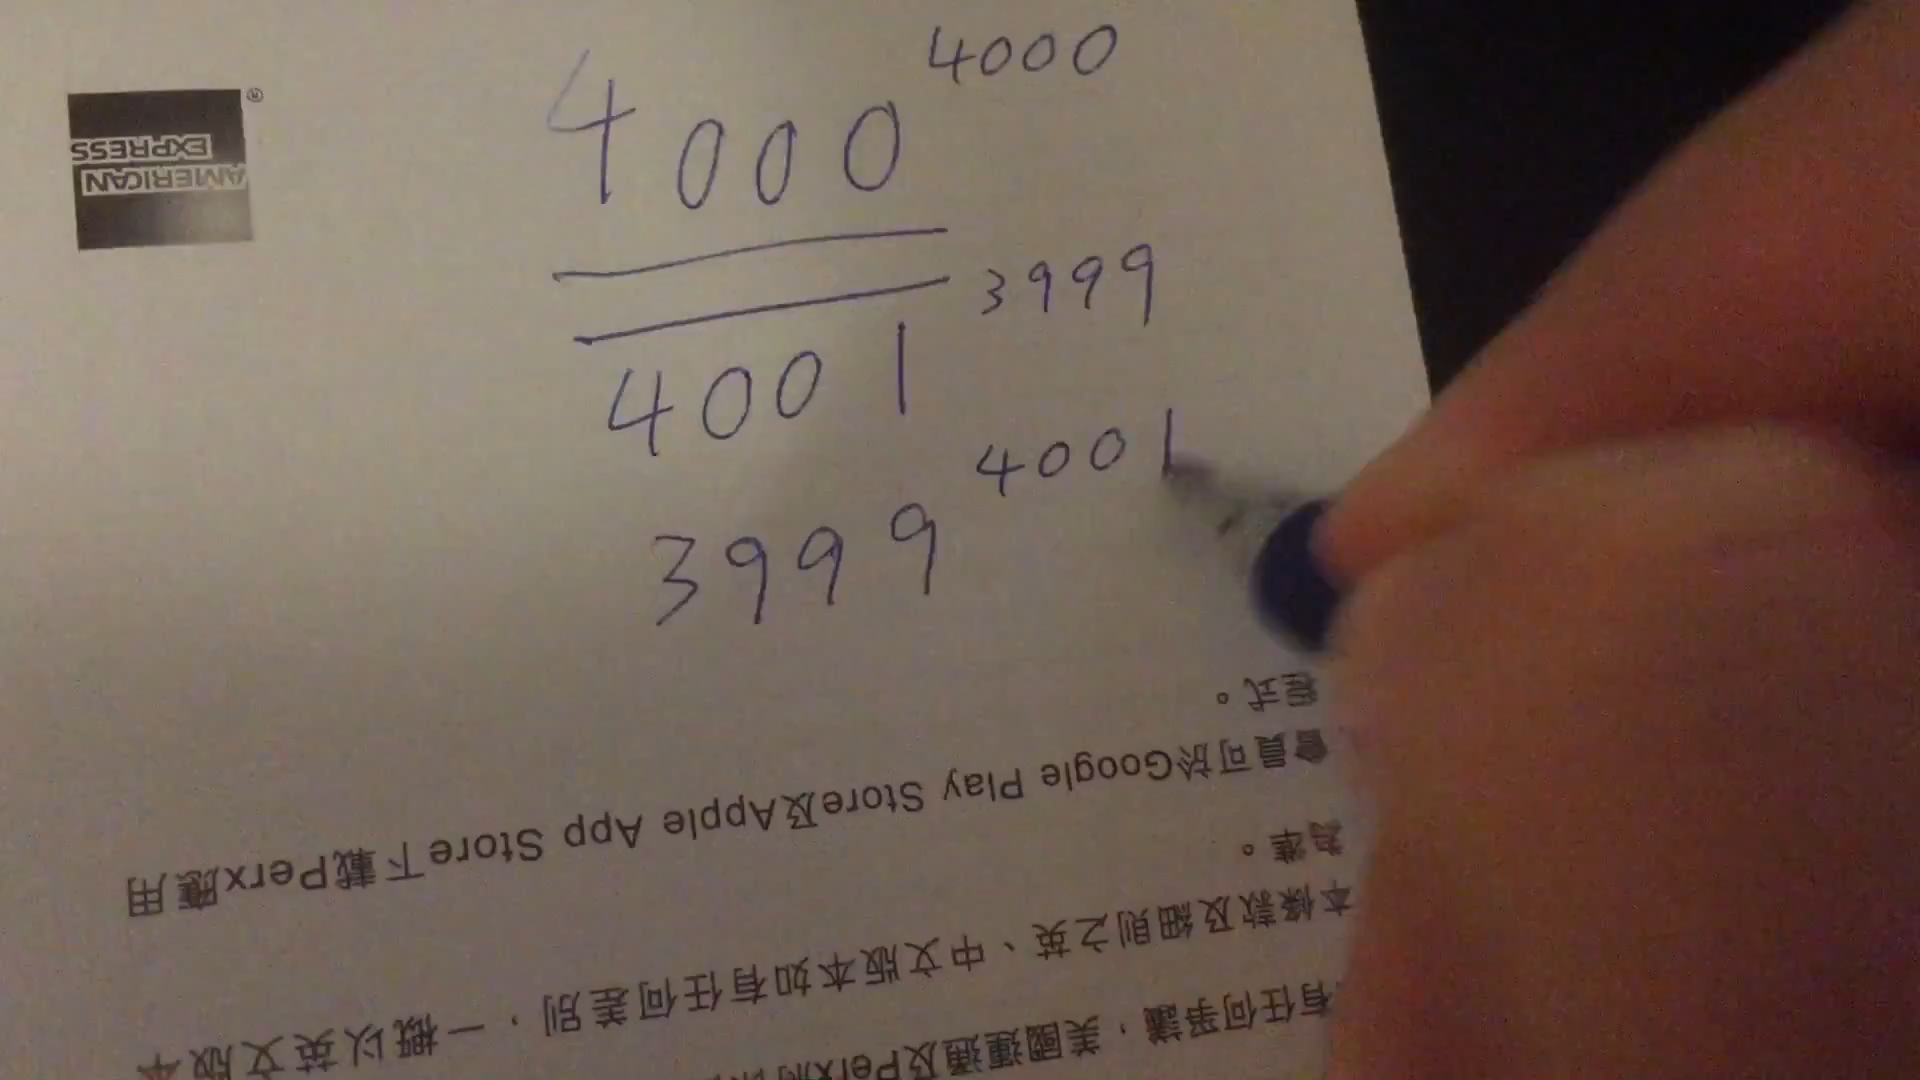 4000^4000
4001^3999
3999^4001
AMERICAN
EXPRESS
®
有任何爭議，美國運通及Perx
本條款及細則之英、中文版本如有任何差別，一概以英文版本
為準。
會員可於Google Play Store及Apple App Store下載Perx應用
程式。